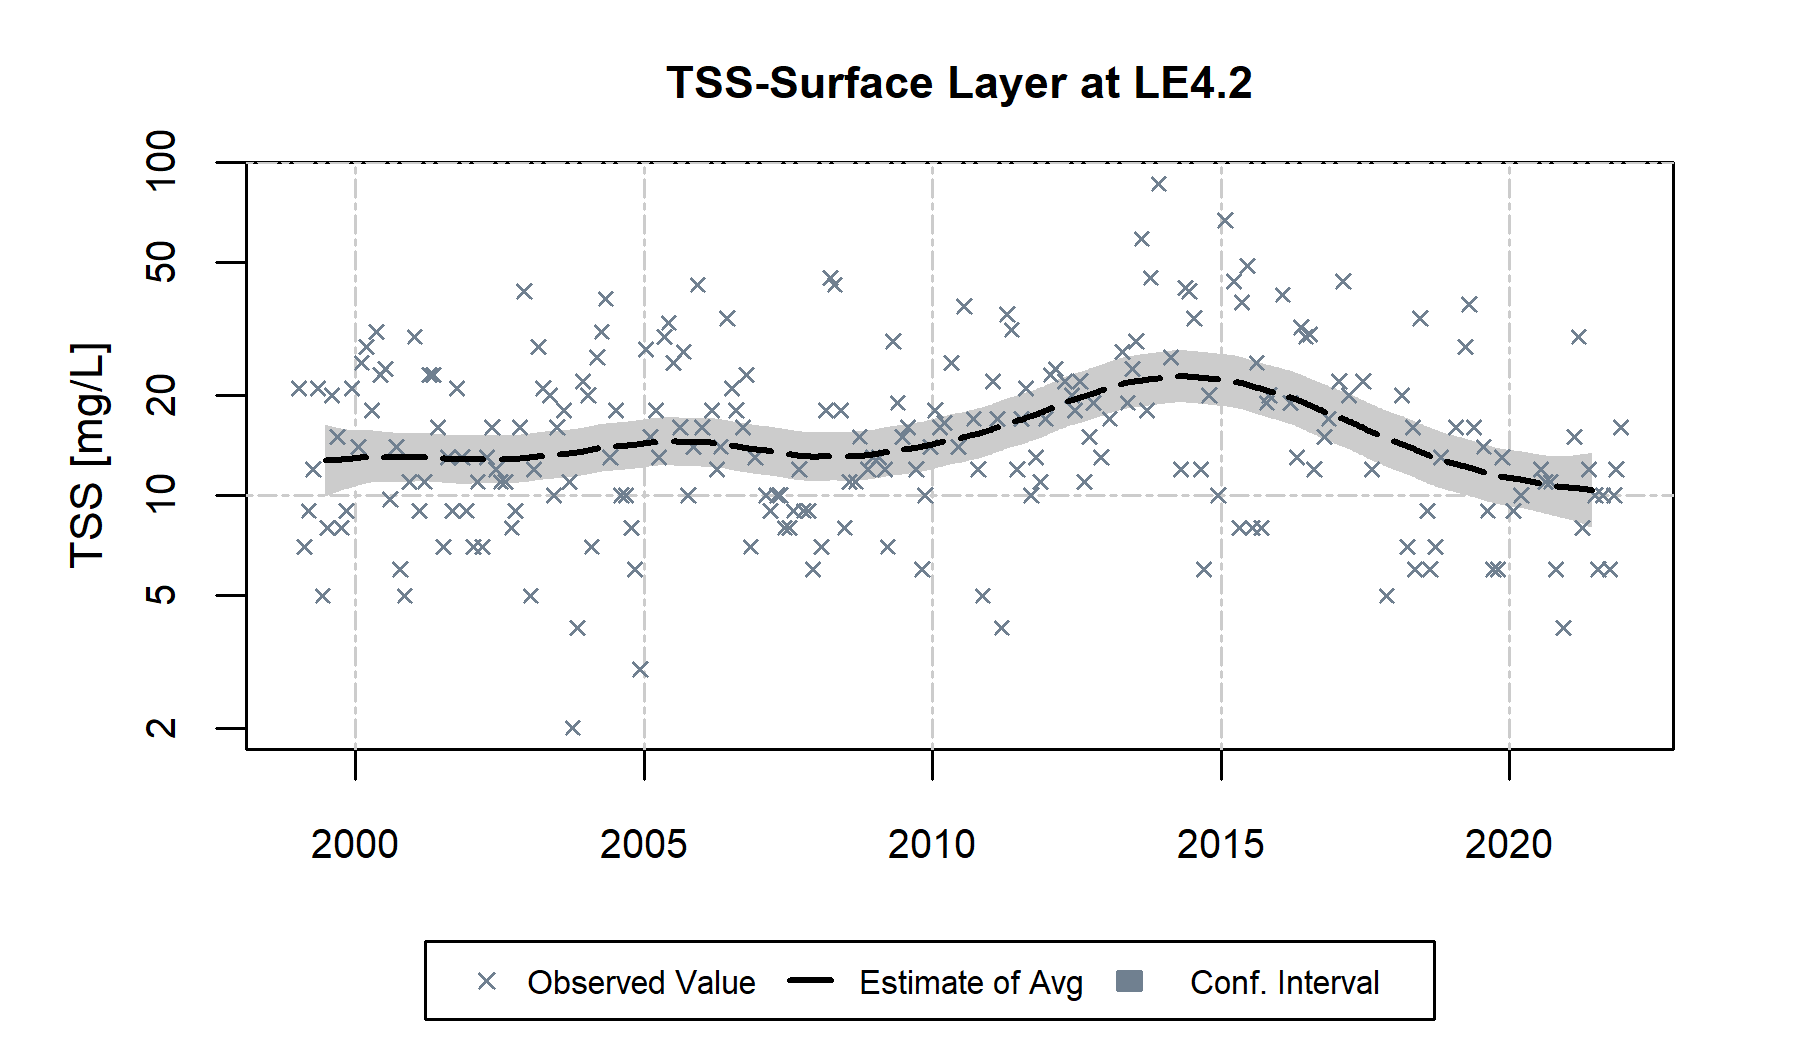 TSS-Surface Layer at LE4.2
TSS [mg/L]
100
50
20
10
5
2
2000 2005 2010 2015 2020
Observed Value Estimate of Avg Conf. Interval